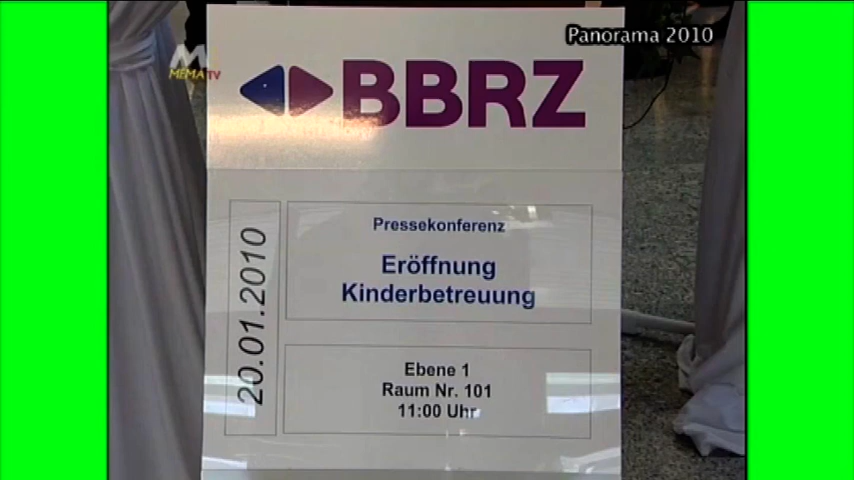 Panorama 2010
M
MEMA TV
BBRZ
20.01.2010
Pressekonferenz
Eröffnung
Kinderbetreuung
Ebene 1
Raum Nr. 101
11:00 Uhr